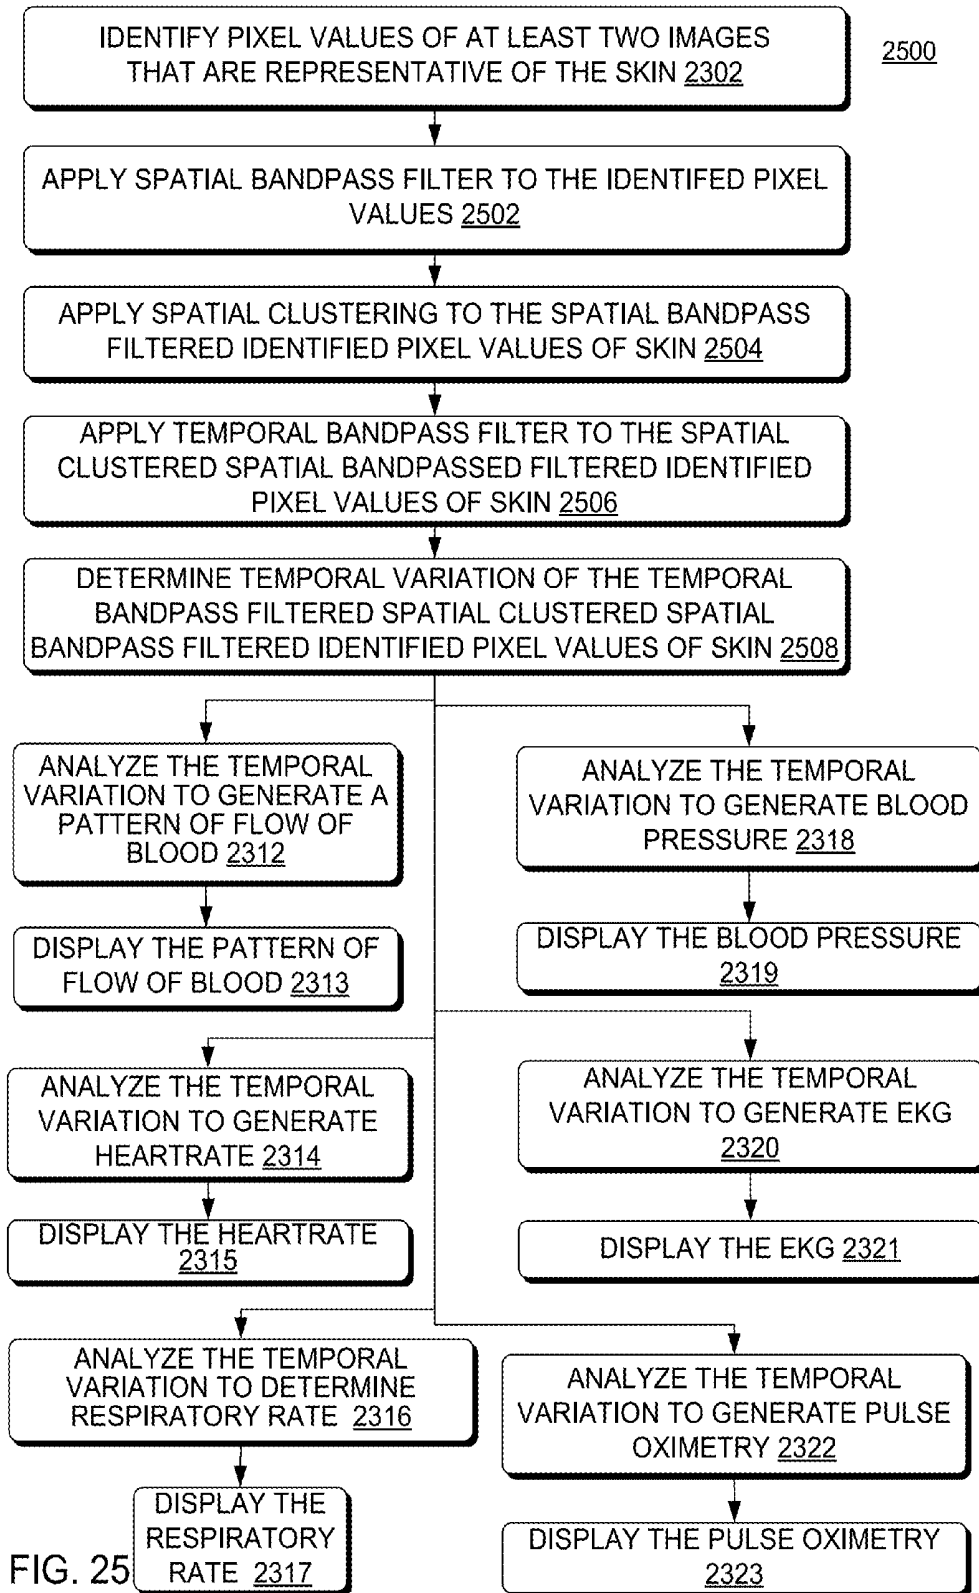 IDENTIFY PIXEL VALUES OF AT LEAST TWO IMAGES
THAT ARE REPRESENTATIVE OF THE SKIN 2302
2500
APPLY SPATIAL BANDPASS FILTER TO THE IDENTIFED PIXEL
VALUES 2502
APPLY SPATIAL CLUSTERING TO THE SPATIAL BANDPASS
FILTERED IDENTIFIED PIXEL VALUES OF SKIN 2504
APPLY TEMPORAL BANDPASS FILTER TO THE SPATIAL
CLUSTERED SPATIAL BANDPASSED FILTERED IDENTIFIED
PIXEL VALUES OF SKIN 2506
DETERMINE TEMPORAL VARIATION OF THE TEMPORAL
BANDPASS FILTERED SPATIAL CLUSTERED SPATIAL
BANDPASS FILTERED IDENTIFIED PIXEL VALUES OF SKIN 2508
ANALYZE THE TEMPORAL
VARIATION TO GENERATE A
PATTERN OF FLOW OF
BLOOD 2312
DISPLAY THE PATTERN OF
FLOW OF BLOOD 2313
ANALYZE THE TEMPORAL
VARIATION TO GENERATE BLOOD
PRESSURE 2318
DISPLAY THE BLOOD PRESSURE
2319
ANALYZE THE TEMPORAL
VARIATION TO GENERATE
HEARTRATE 2314
DISPLAY THE HEARTRATE
2315
ANALYZE THE TEMPORAL
VARIATION TO GENERATE EKG
2320
DISPLAY THE EKG 2321
ANALYZE THE TEMPORAL
VARIATION TO DETERMINE
RESPIRATORY RATE 2316
DISPLAY THE
RESPIRATORY
RATE 2317
ANALYZE THE TEMPORAL
VARIATION TO GENERATE PULSE
OXIMETRY 2322
DISPLAY THE PULSE OXIMETRY
2323
FIG. 25